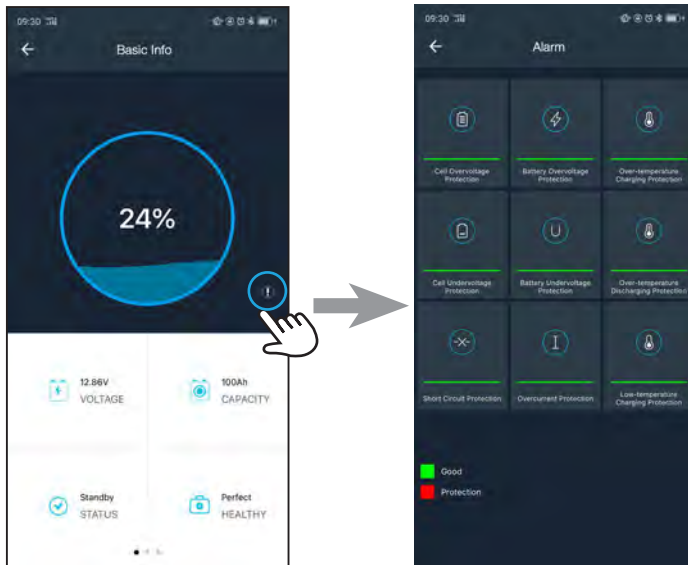 09:30
Basic Info
24%
12.86V
VOLTAGE
100Ah
CAPACITY
Standby
STATUS
Perfect
HEALTHY
09:30
Alarm
Cell Overvoltage
Protection
Battery Overvoltage
Protection
Over-temperature
Charging Protection
Cell Undervoltage
Protection
Battery Undervoltage
Protection
Over-temperature
Discharging Protection
Short Circuit Protection
Overcurrent Protection
Low-temperature
Charging Protection
Good
Protection